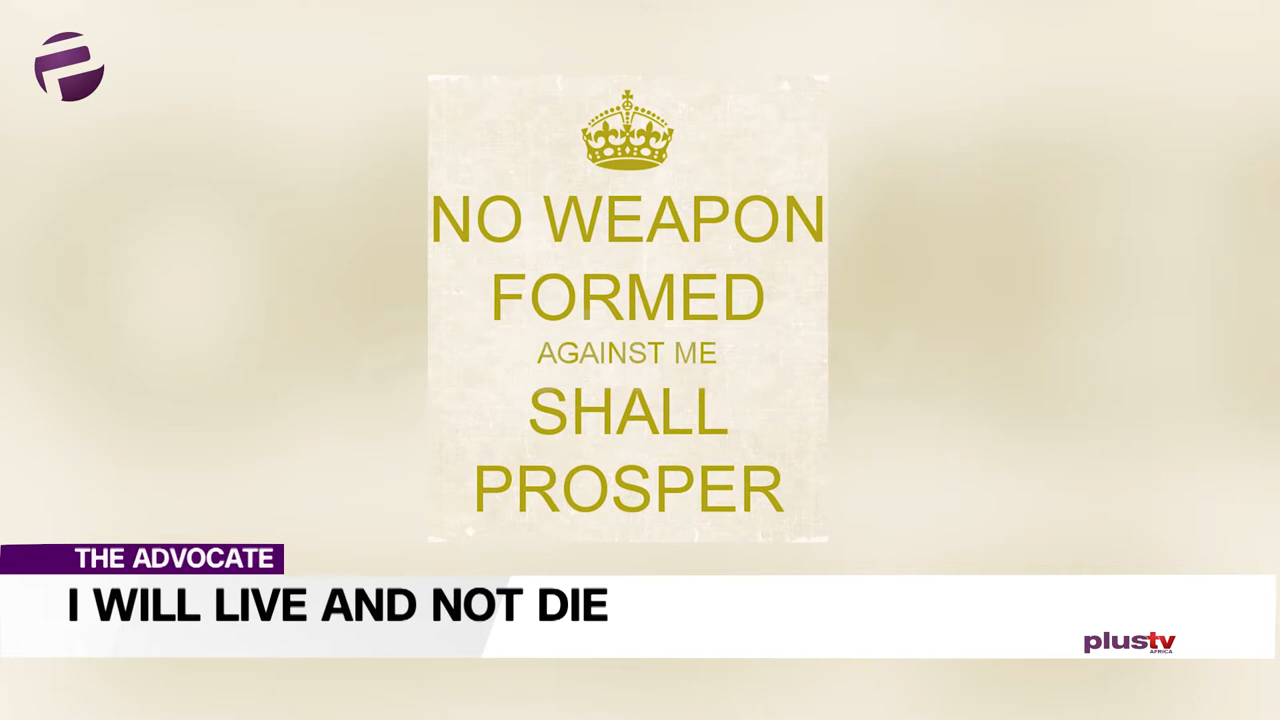 NO WEAPON
FORMED
AGAINST ME
SHALL
PROSPER
THE ADVOCATE
I WILL LIVE AND NOT DIE
plustv
AFRICA